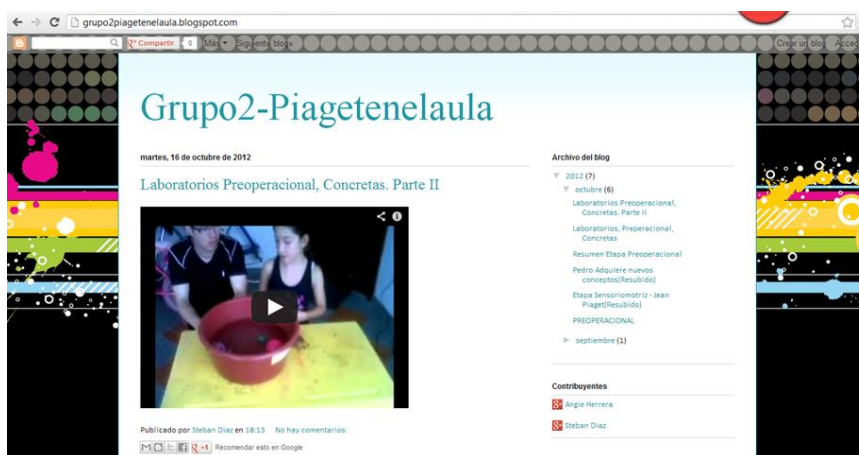 grupo2piagetenelaula.blogspot.com
Compartir 0 Más Siguiente blog» Crear un blog Acced
Grupo2-Piagetenelaula
martes, 16 de octubre de 2012
Laboratorios Preoperacional, Concretas. Parte II
Publicado por Steban Diaz en 18:13 No hay comentarios:
+1 Recomendar esto en Google
Archivo del blog
▼ 2012 (7)
▼ octubre (6)
Laboratorios Preoperacional,
Concretas. Parte II
Laboratorios, Preperacional,
Concretas
Resumen Etapa Preoperacional
Pedro Adquiere nuevos
conceptos(Resubido)
Etapa Sensoriomotriz - Jean
Piaget(Resubido)
PREOPERACIONAL
► septiembre (1)
Contribuyentes
Angie Herrera
Steban Diaz